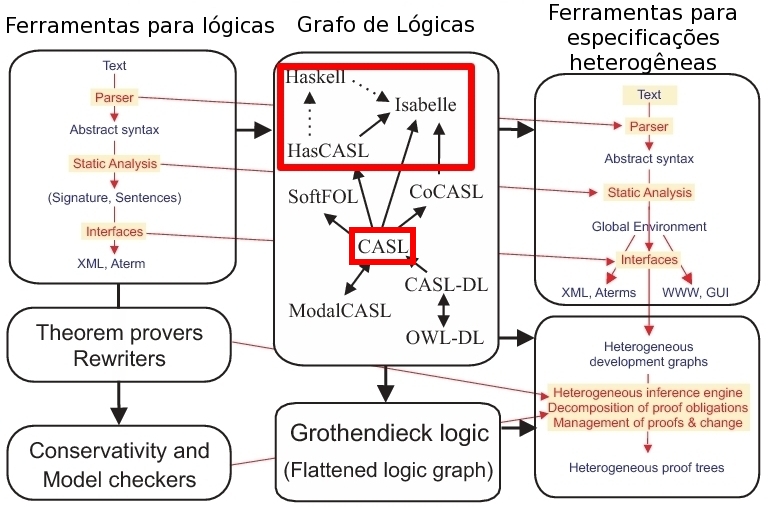 Ferramentas para lógicas
Text
Parser
Abstract syntax
Static Analysis
(Signature, Sentences)
Interfaces
XML, Aterm
Theorem provers
Rewriters
Conservativity and
Model checkers
Grafo de Lógicas
Haskell
Isabelle
HasCASL
SoftFOL
CoCASL
CASL
CASL-DL
ModalCASL
OWL-DL
Grothendieck logic
(Flattened logic graph)
Ferramentas para
especificações
heterogêneas
Text
Parser
Abstract syntax
Static Analysis
Global Environment
Interfaces
XML, Aterms
WWW, GUI
Heterogeneous
development graphs
Heterogeneous inference engine
Decomposition of proof obligations
Management of proofs & change
Heterogeneous proof trees